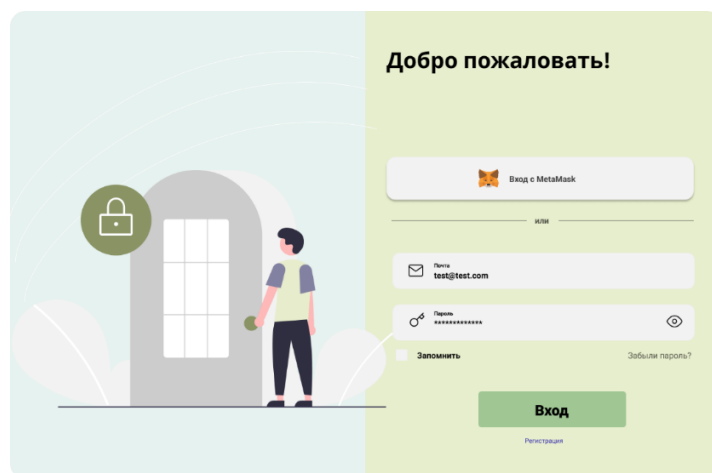 Добро пожаловать!
Вход с MetaMask
или
Почта
test@test.com
Пароль
*************
Запомнить
Забыли пароль?
Вход
Регистрация